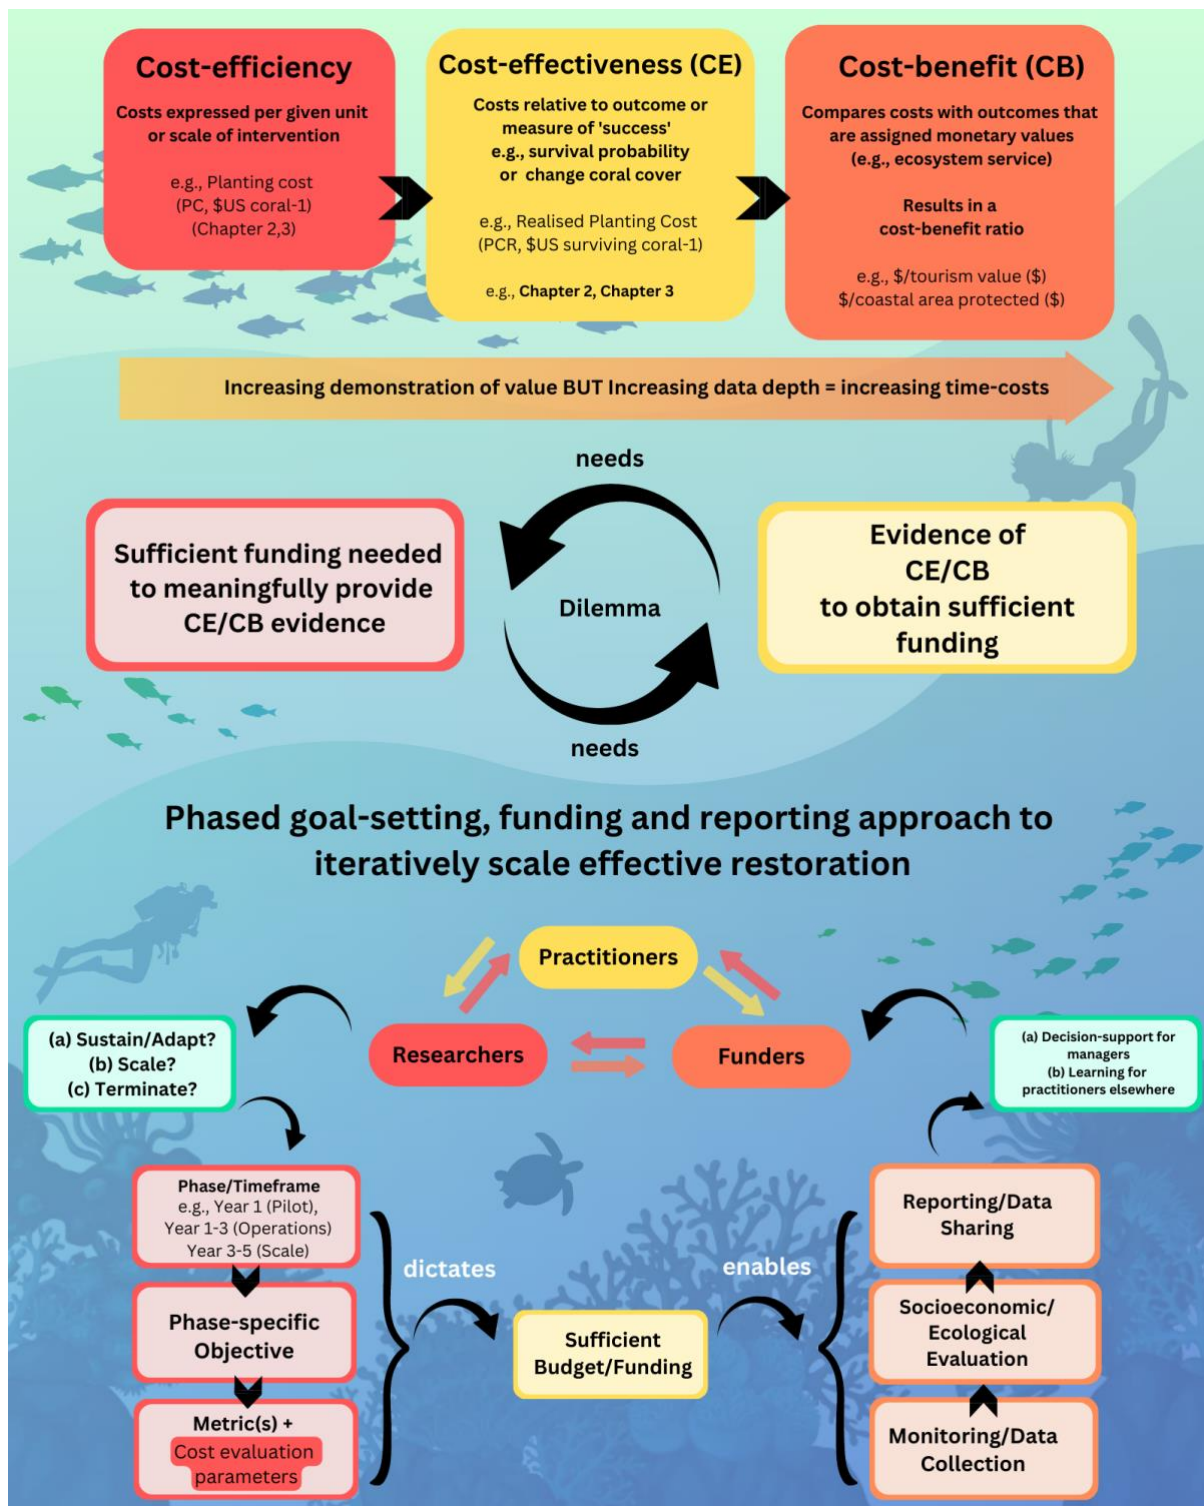 Cost-efficiency
Costs expressed per given unit
or scale of intervention
e.g., Planting cost
(PC, $US coral-1)
(Chapter 2,3)
Cost-effectiveness (CE)
Costs relative to outcome or
measure of 'success'
e.g., survival probability
or change coral cover
e.g., Realised Planting Cost
(PCR, $US surviving coral-1)
e.g., Chapter 2, Chapter 3
Cost-benefit (CB)
Compares costs with outcomes that
are assigned monetary values
(e.g., ecosystem service)
Results in a
cost-benefit ratio
e.g., $/tourism value ($)
$/coastal area protected ($)
Increasing demonstration of value BUT Increasing data depth = increasing time-costs
needs
Sufficient funding needed
to meaningfully provide
CE/CB evidence
Dilemma
Evidence of
CE/CB
to obtain sufficient
funding
needs
Phased goal-setting, funding and reporting approach to
iteratively scale effective restoration
Practitioners
Researchers
Funders
(a) Sustain/Adapt?
(b) Scale?
(c) Terminate?
(a) Decision-support for
managers
(b) Learning for
practitioners elsewhere
Phase/Timeframe
e.g., Year 1 (Pilot),
Year 1-3 (Operations)
Year 3-5 (Scale)
Phase-specific
Objective
Metric(s) +
Cost evaluation
parameters
dictates
Sufficient
Budget/Funding
enables
Reporting/Data
Sharing
Socioeconomic/
Ecological
Evaluation
Monitoring/Data
Collection